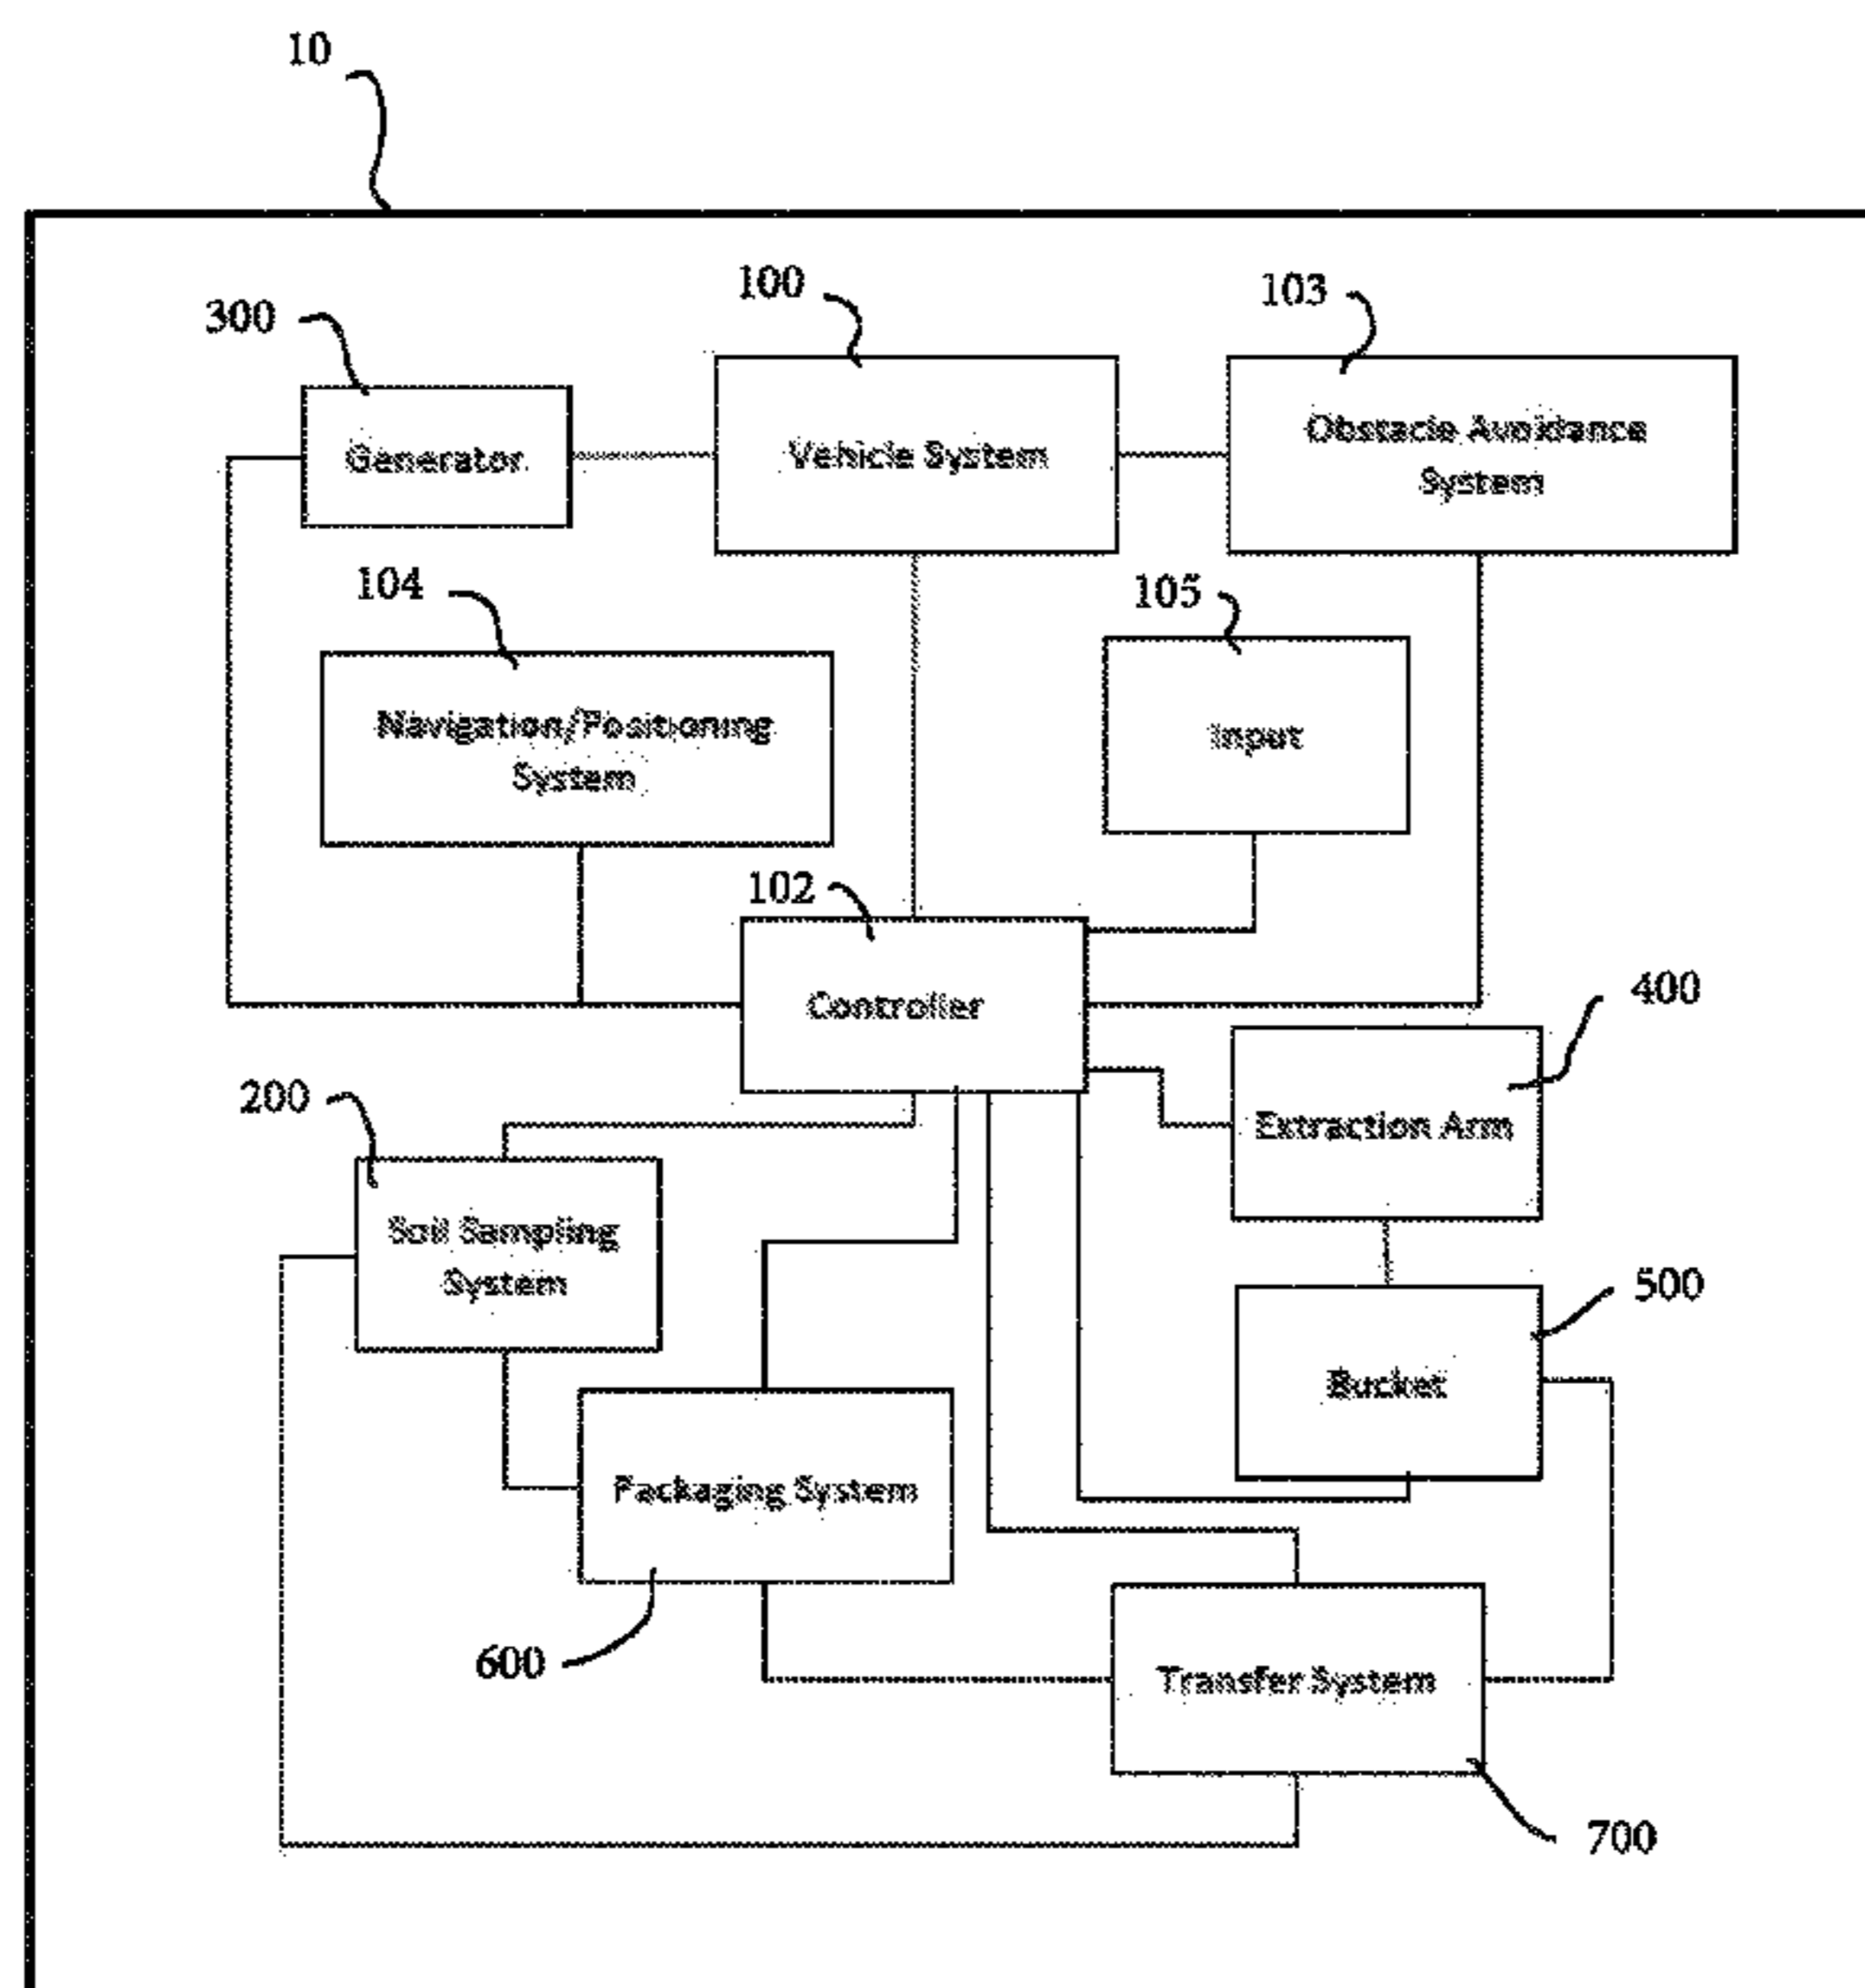 10
100
103
300
Generator
Vehicle System
Obstacle Avoidance
System
104
105
Navigation/Positioning
System
Input
102
Controller
400
200
Extraction Arm
Soil Sampling
System
500
Bucket
Packaging System
600
Transfer System
700